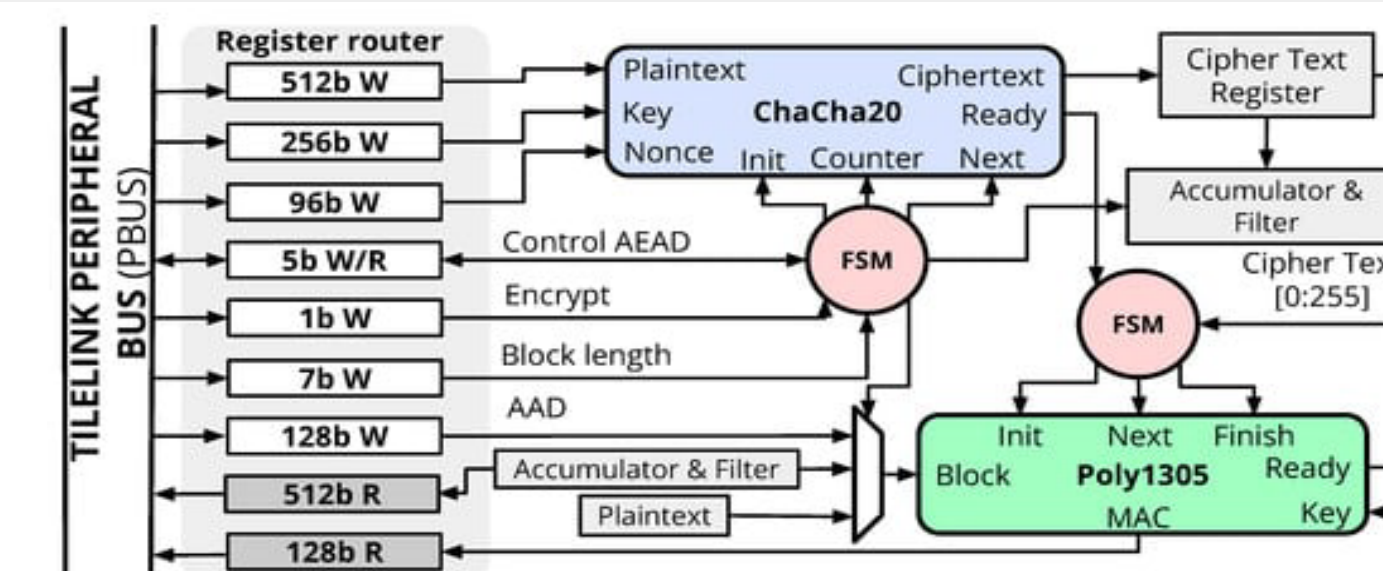 TILELINK PERIPHERAL
BUS (PBUS)
Register router
512b W
256b W
96b W
5b W/R
1b W
7b W
128b W
512b R
128b R
Control AEAD
Encrypt
Block length
AAD
Accumulator & Filter
Plaintext
Plaintext
Key
Nonce
ChaCha20
Ciphertext
Ready
Init
Counter
Next
FSM
Cipher Text
Register
Accumulator &
Filter
Cipher Tex
[0:255]
FSM
Init
Next
Finish
Block
Poly1305
Ready
MAC
Key